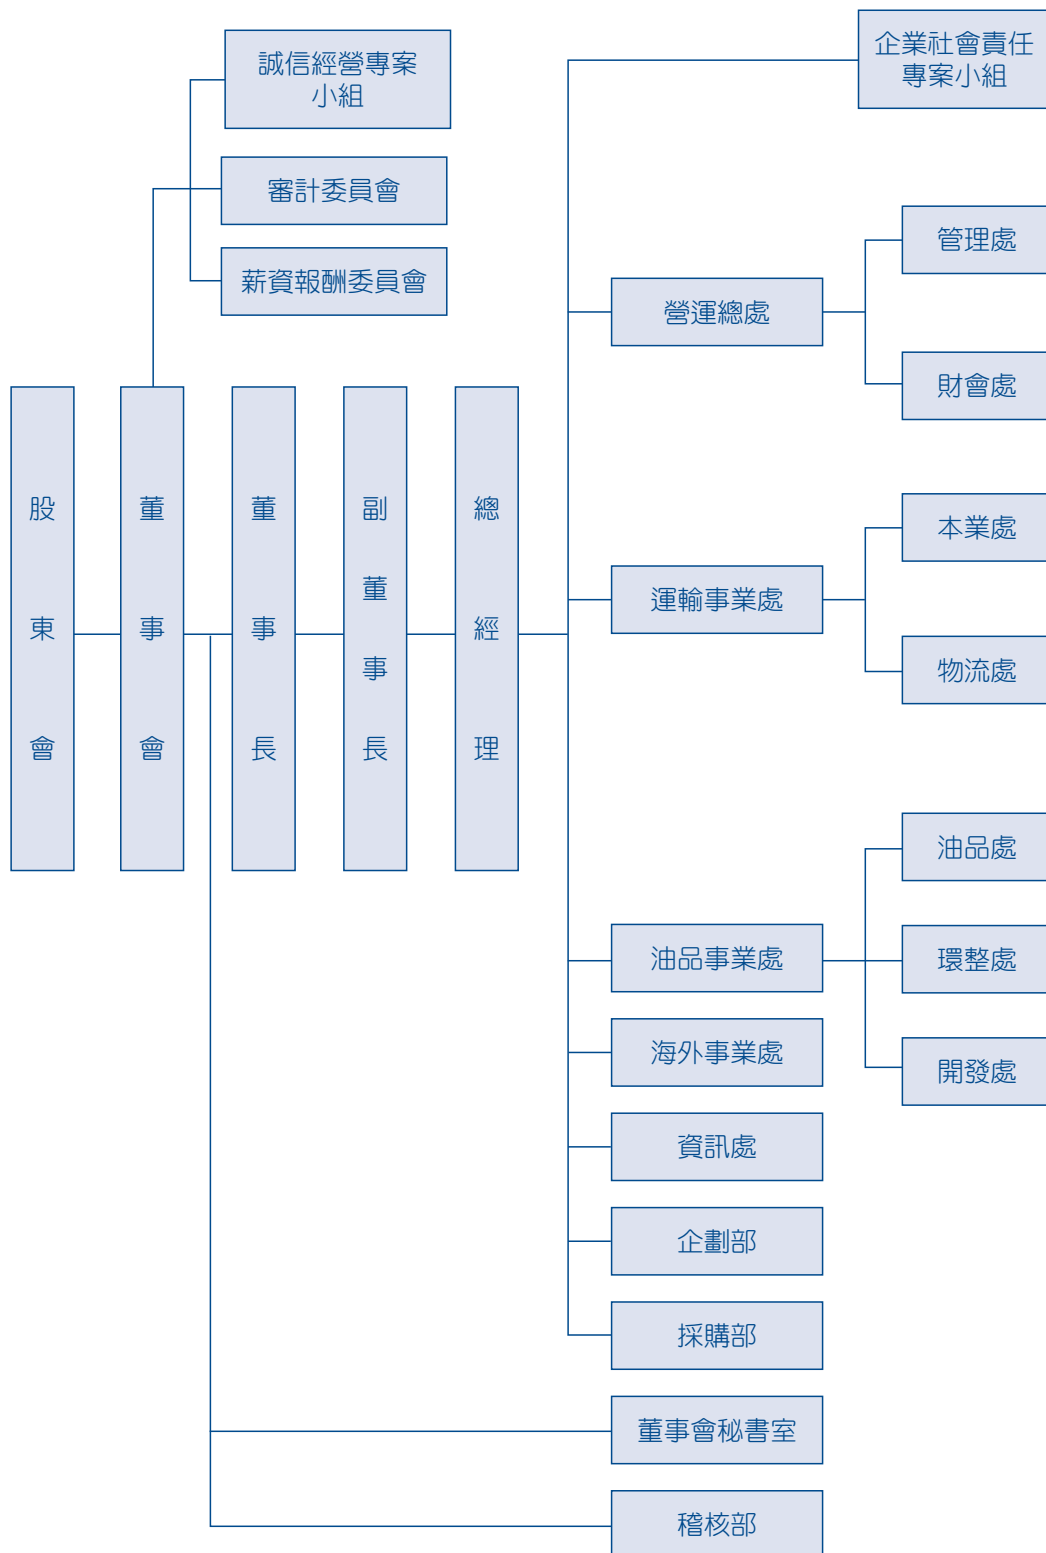 誠信經營專案
小組
審計委員會
薪資報酬委員會
股東會
董事會
董事長
副董事長
總經理
企業社會責任
專案小組
營運總處
管理處
財會處
運輸事業處
本業處
物流處
油品事業處
油品處
環整處
開發處
海外事業處
資訊處
企劃部
採購部
董事會秘書室
稽核部